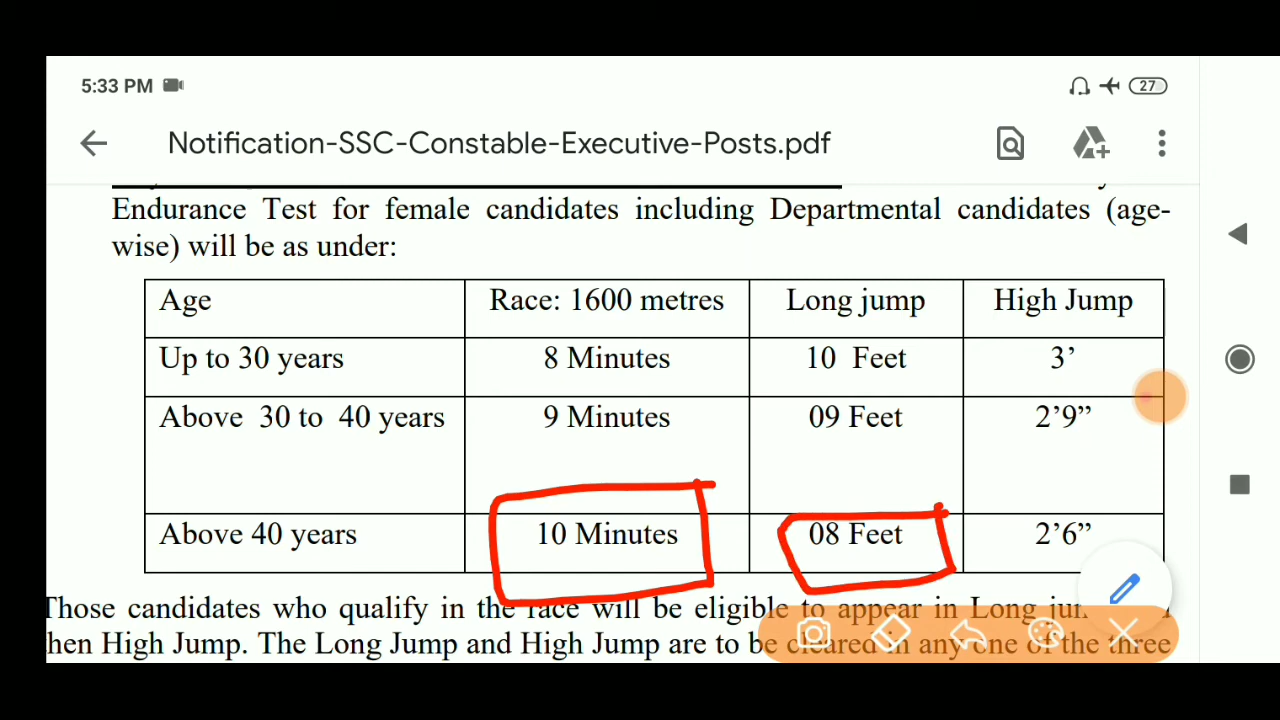 5:33 PM 27
Notification-SSC-Constable-Executive-Posts.pdf
Endurance Test for female candidates including Departmental candidates (age-
wise) will be as under:
Age Race: 1600 metres Long jump High Jump
Up to 30 years 8 Minutes 10 Feet 3’
Above 30 to 40 years 9 Minutes 09 Feet 2’9”
Above 40 years 10 Minutes 08 Feet 2’6”
Those candidates who qualify in the race will be eligible to appear in Long
hen High Jump. The Long Jump and High Jump are to be cleared in any one of the three